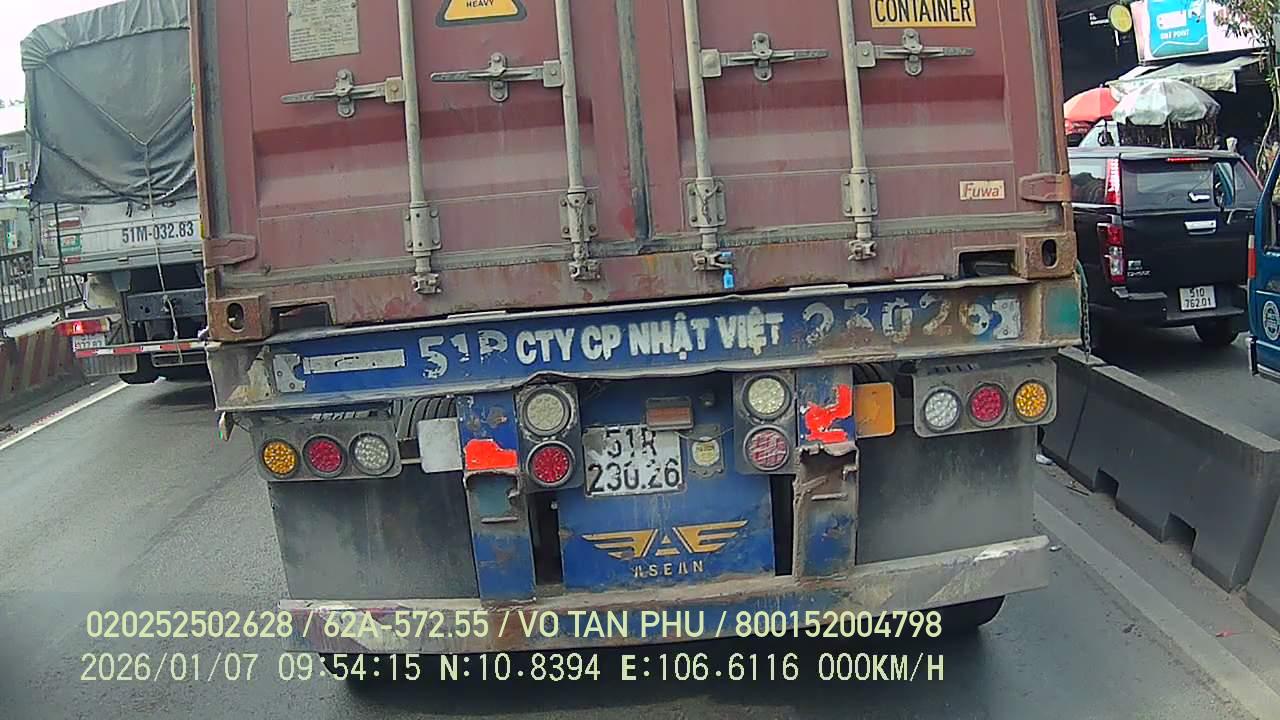 HEAVY
CONTAINER
Fuwa
51M-032.83
51R CTY CP NHẬT VIỆT 23026
51R
230.26
ASEAN
51D
762.01
020252502628 / 62A-572.55 / VO TAN PHU / 800152004798
2026/01/07 09:54:15 N:10.8394 E:106.6116 000KM/H